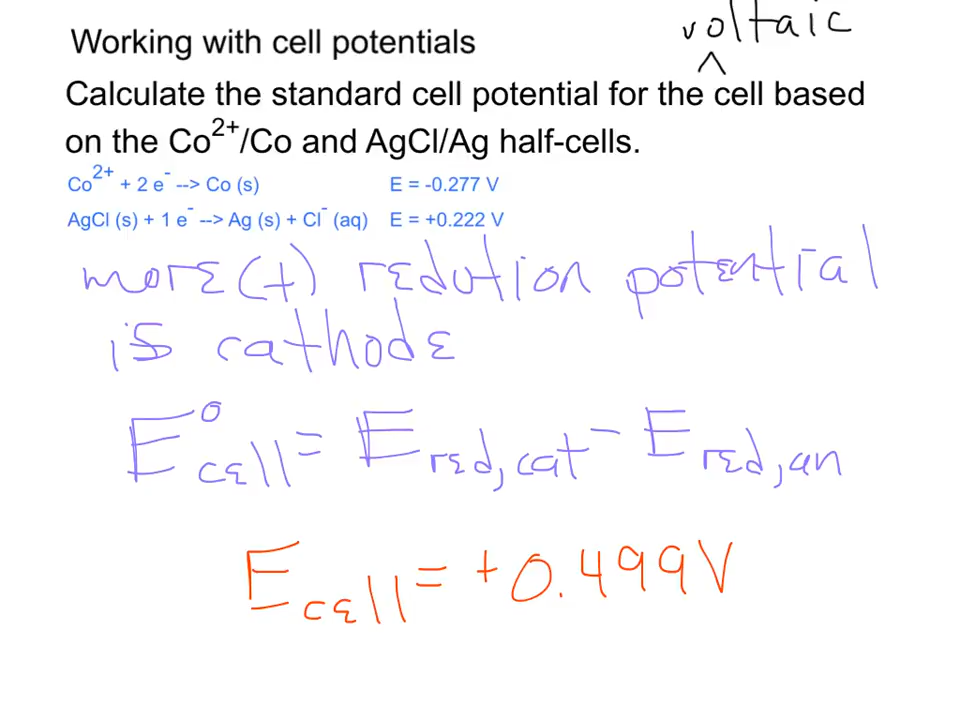 voltaic
Working with cell potentials ^
Calculate the standard cell potential for the cell based
on the Co²⁺/Co and AgCl/Ag half-cells.
Co²⁺ + 2 e⁻ --> Co (s) E = -0.277 V
AgCl (s) + 1 e⁻ --> Ag (s) + Cl⁻ (aq) E = +0.222 V
more (+) redution potential
is cathode
E°cell = Ered,cat - Ered,an
Ecell = +0.499V